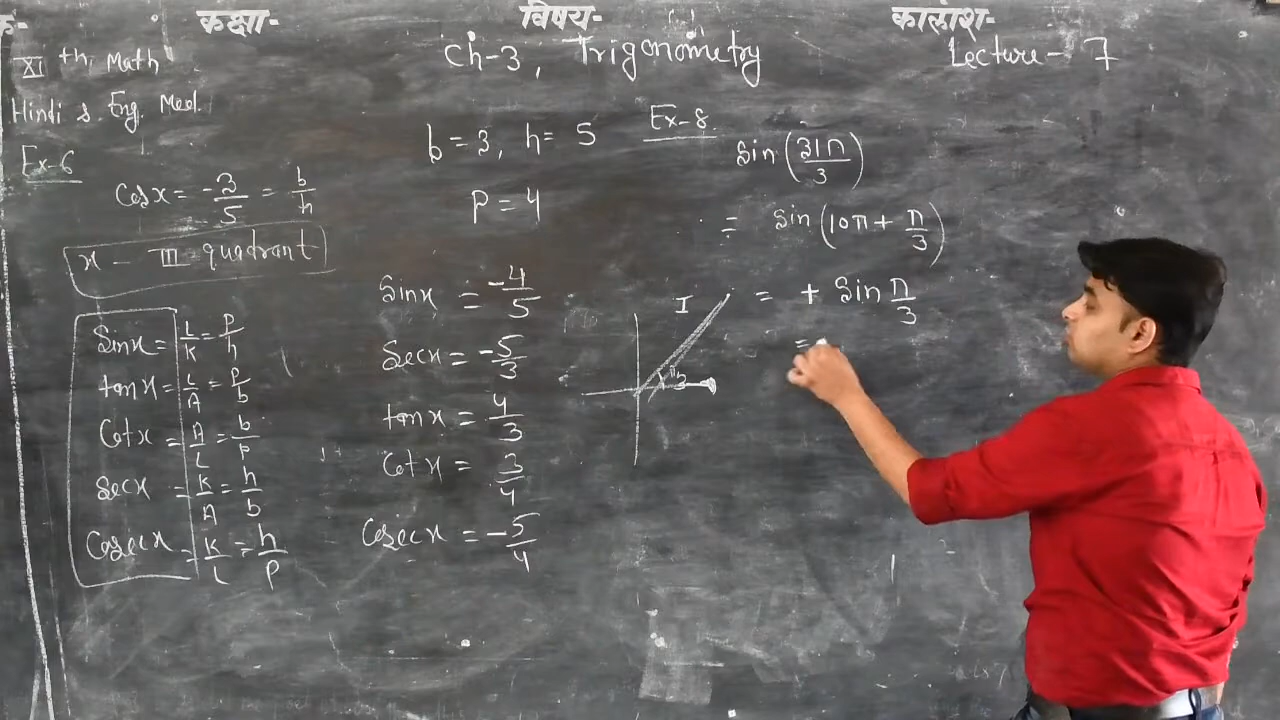 कक्षा- विषय- कालांश-
XI th Math Ch-3, Trigonometry Lecture- 7
Hindi & Eng. Med.
Ex-6
Cosx = -3/5 = b/h
x - III quadrant
Sinx = L/K = P/h
tanx = L/A = P/b
Cotx = A/L = b/P
Secx = K/A = h/b
Cosecx = K/L = h/P
b = 3, h = 5
P = 4
Sinx = -4/5
Secx = -5/3
tanx = 4/3
Cotx = 3/4
Cosecx = -5/4
Ex-8.
Sin(31π/3)
= Sin(10π + π/3)
= + Sin π/3
=
I
π/3